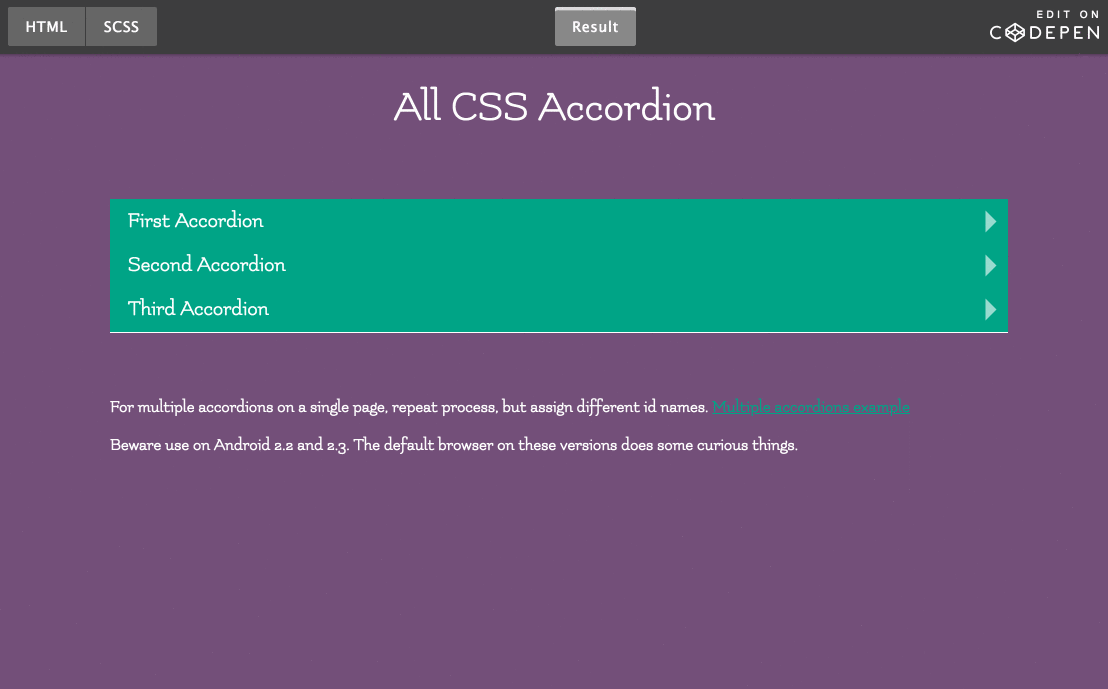 HTML SCSS Result EDIT ON
CODEPEN
All CSS Accordion
First Accordion
Second Accordion
Third Accordion
For multiple accordions on a single page, repeat process, but assign different id names. Multiple accordions example
Beware use on Android 2.2 and 2.3. The default browser on these versions does some curious things.